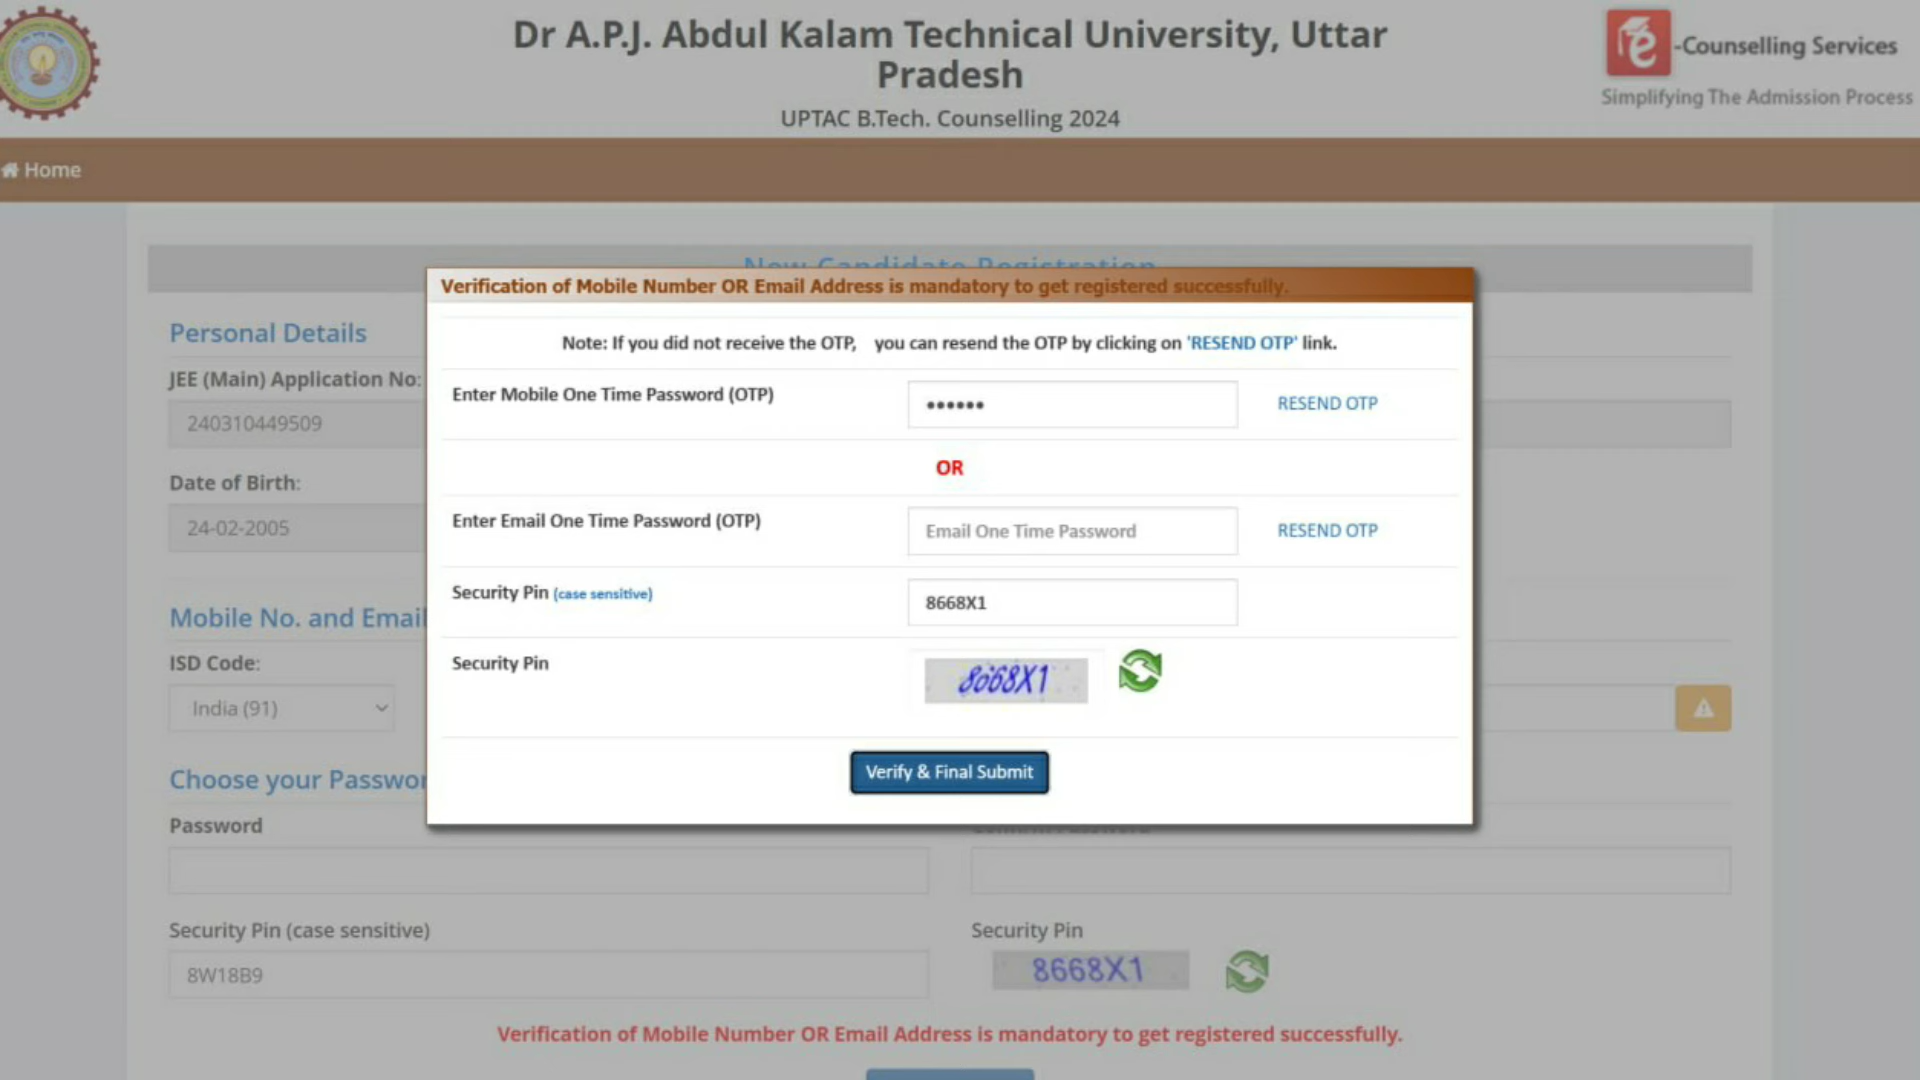 Dr A.P.J. Abdul Kalam Technical University, Uttar
Pradesh
UPTAC B.Tech. Counselling 2024
e-Counselling Services
Simplifying The Admission Process
Home
New Candidate Registration
Verification of Mobile Number OR Email Address is mandatory to get registered successfully.
Note: If you did not receive the OTP, you can resend the OTP by clicking on 'RESEND OTP' link.
Enter Mobile One Time Password (OTP)
••••••
RESEND OTP
OR
Enter Email One Time Password (OTP)
Email One Time Password
RESEND OTP
Security Pin (case sensitive)
8668X1
Security Pin
8668X1
Verify & Final Submit
Personal Details
JEE (Main) Application No:
240310449509
Date of Birth:
24-02-2005
Mobile No. and Email
ISD Code:
India (91)
Choose your Passwor
Password
Security Pin (case sensitive)
8W18B9
Security Pin
8668X1
Verification of Mobile Number OR Email Address is mandatory to get registered successfully.